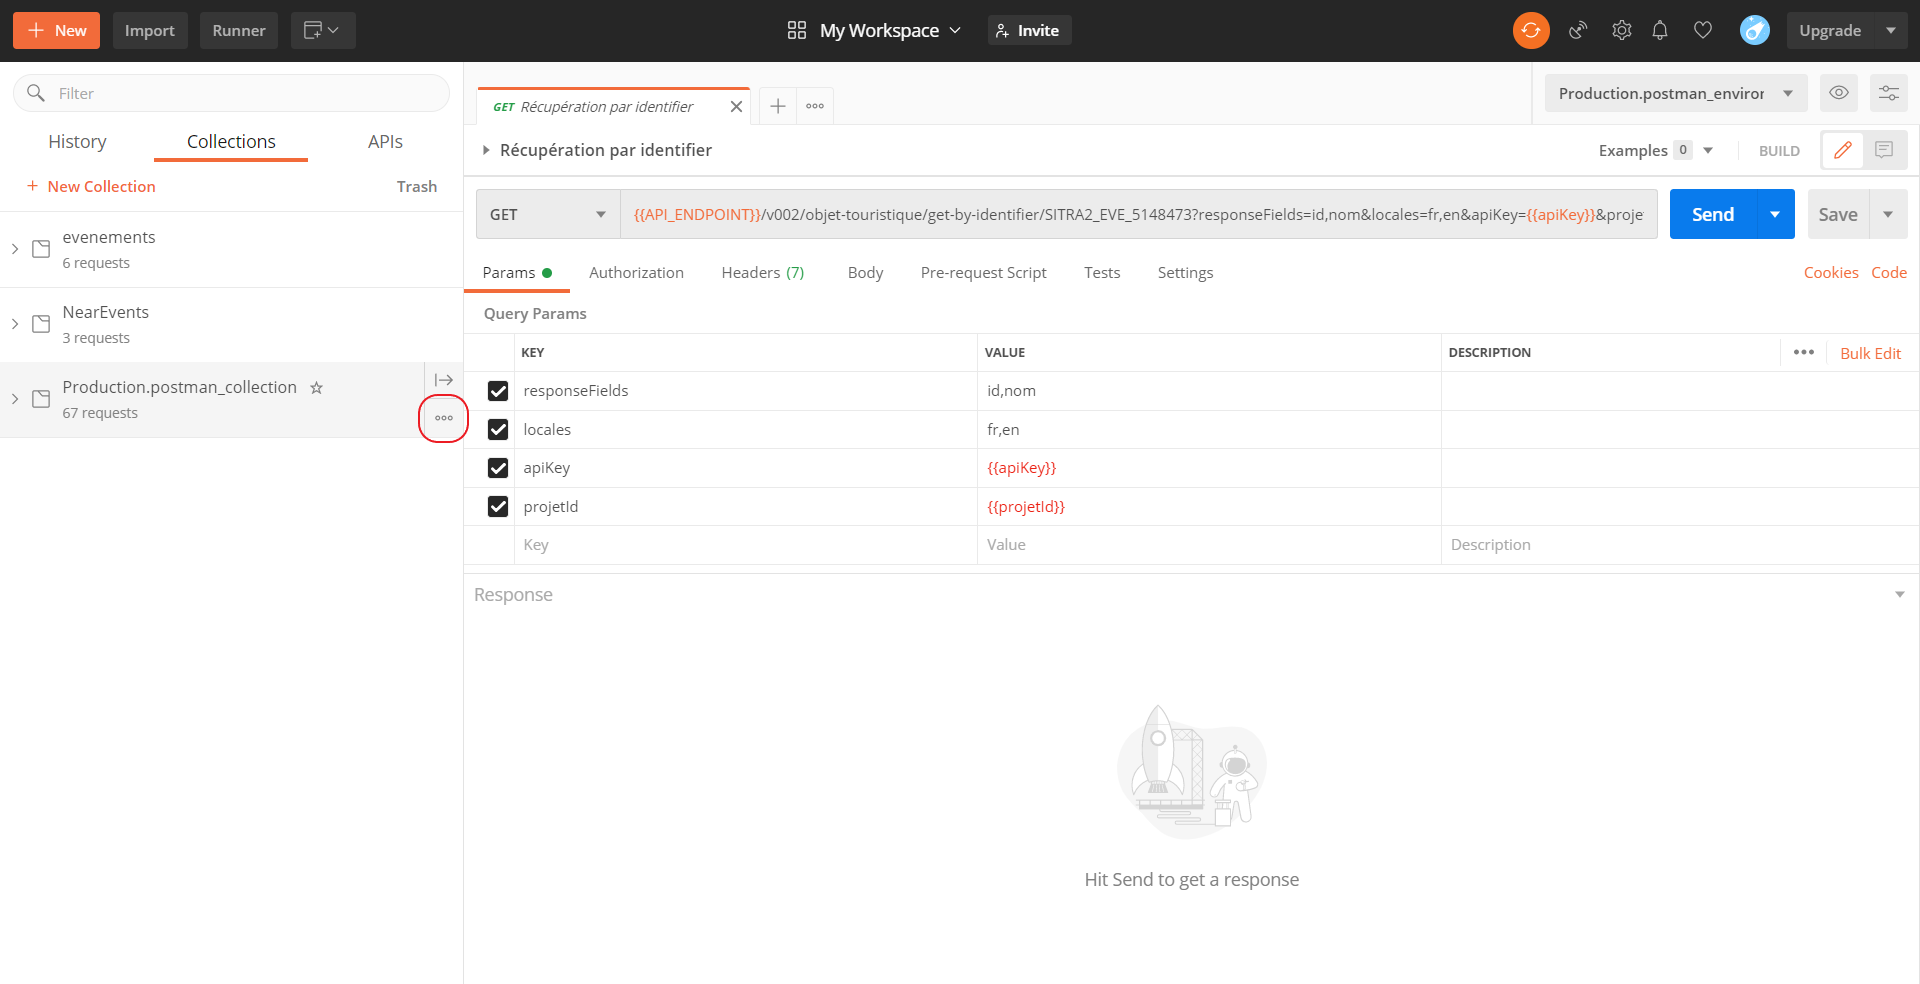 New
Import
Runner
My Workspace
Invite
Upgrade
Filter
History
Collections
APIs
+ New Collection
Trash
evenements
6 requests
NearEvents
3 requests
Production.postman_collection
67 requests
GET Récupération par identifier
Production.postman_enviror
Récupération par identifier
Examples 0
BUILD
GET
{{API_ENDPOINT}}/v002/objet-touristique/get-by-identifier/SITRA2_EVE_5148473?responseFields=id,nom&locales=fr,en&apiKey={{apiKey}}&proje
Send
Save
Params
Authorization
Headers (7)
Body
Pre-request Script
Tests
Settings
Cookies
Code
Query Params
KEY
VALUE
DESCRIPTION
Bulk Edit
responseFields
id,nom
locales
fr,en
apiKey
{{apiKey}}
projetId
{{projetId}}
Key
Value
Description
Response
Hit Send to get a response